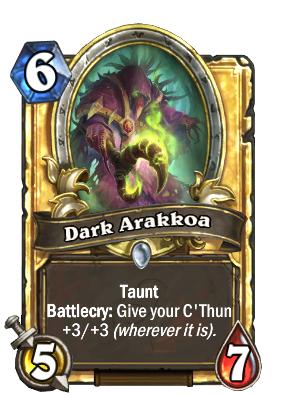 6
Dark Arakkoa
Taunt
Battlecry: Give your C'Thun
+3/+3 (wherever it is).
5
7